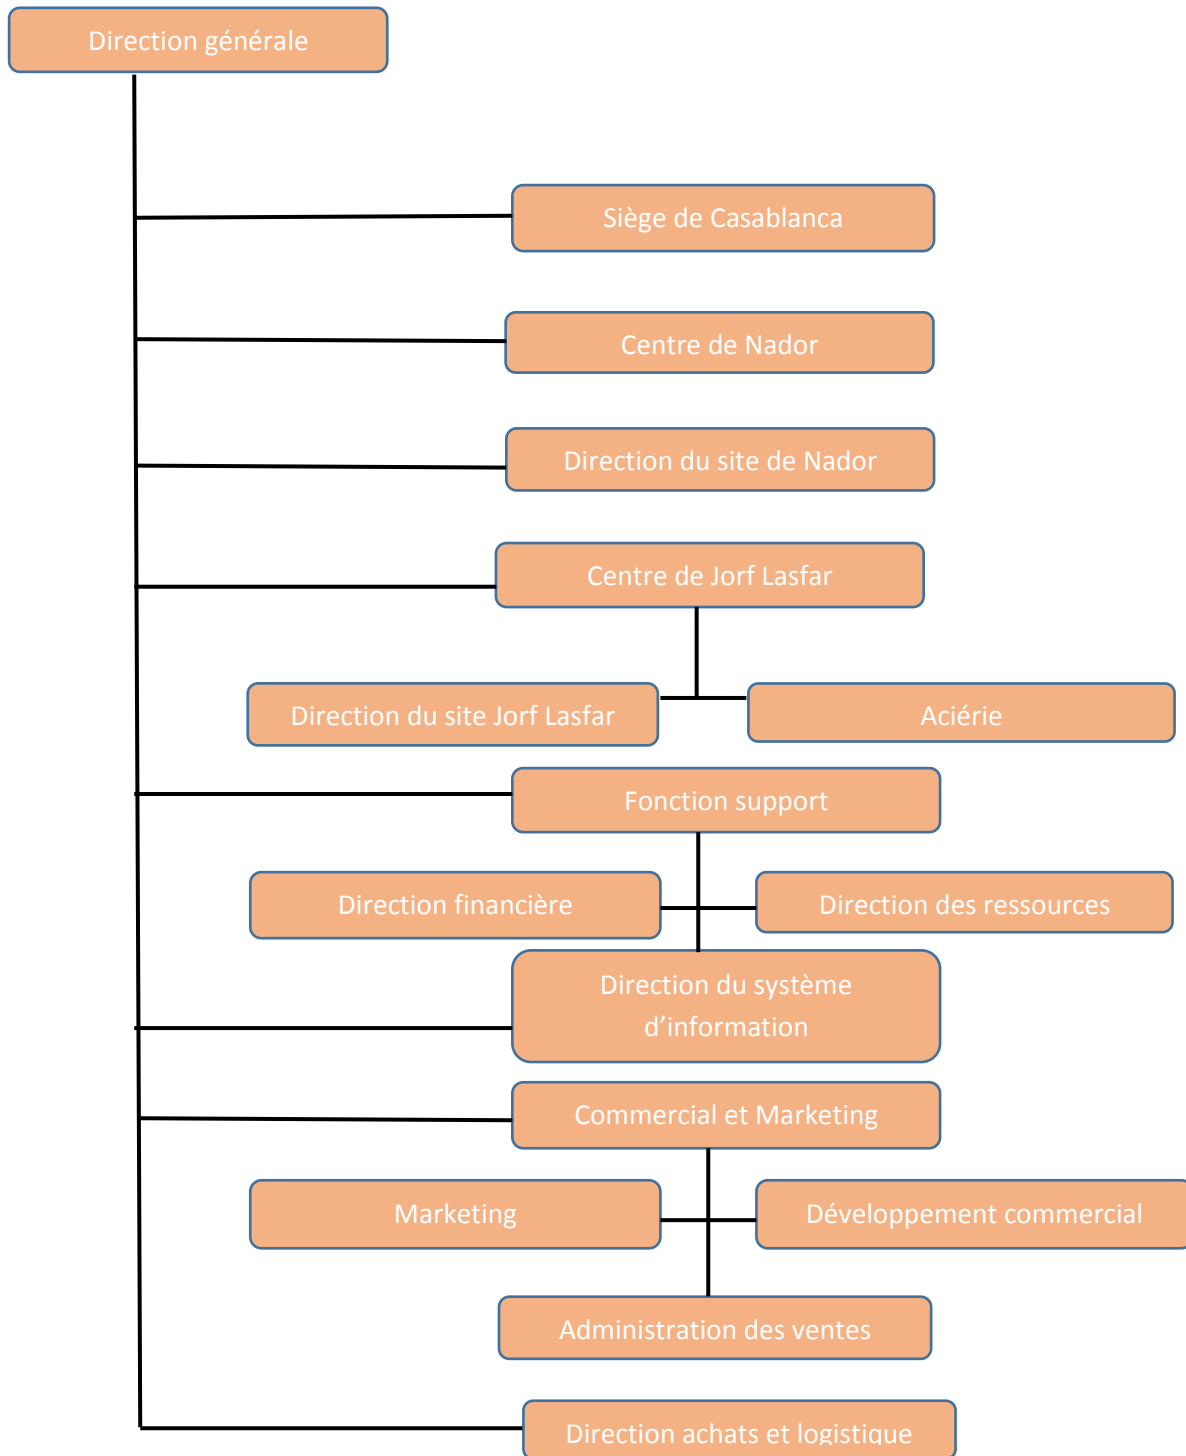 Direction générale
Siège de Casablanca
Centre de Nador
Direction du site de Nador
Centre de Jorf Lasfar
Direction du site Jorf Lasfar
Aciérie
Fonction support
Direction financière
Direction des ressources
Direction du système
d’information
Commercial et Marketing
Marketing
Développement commercial
Administration des ventes
Direction achats et logistique